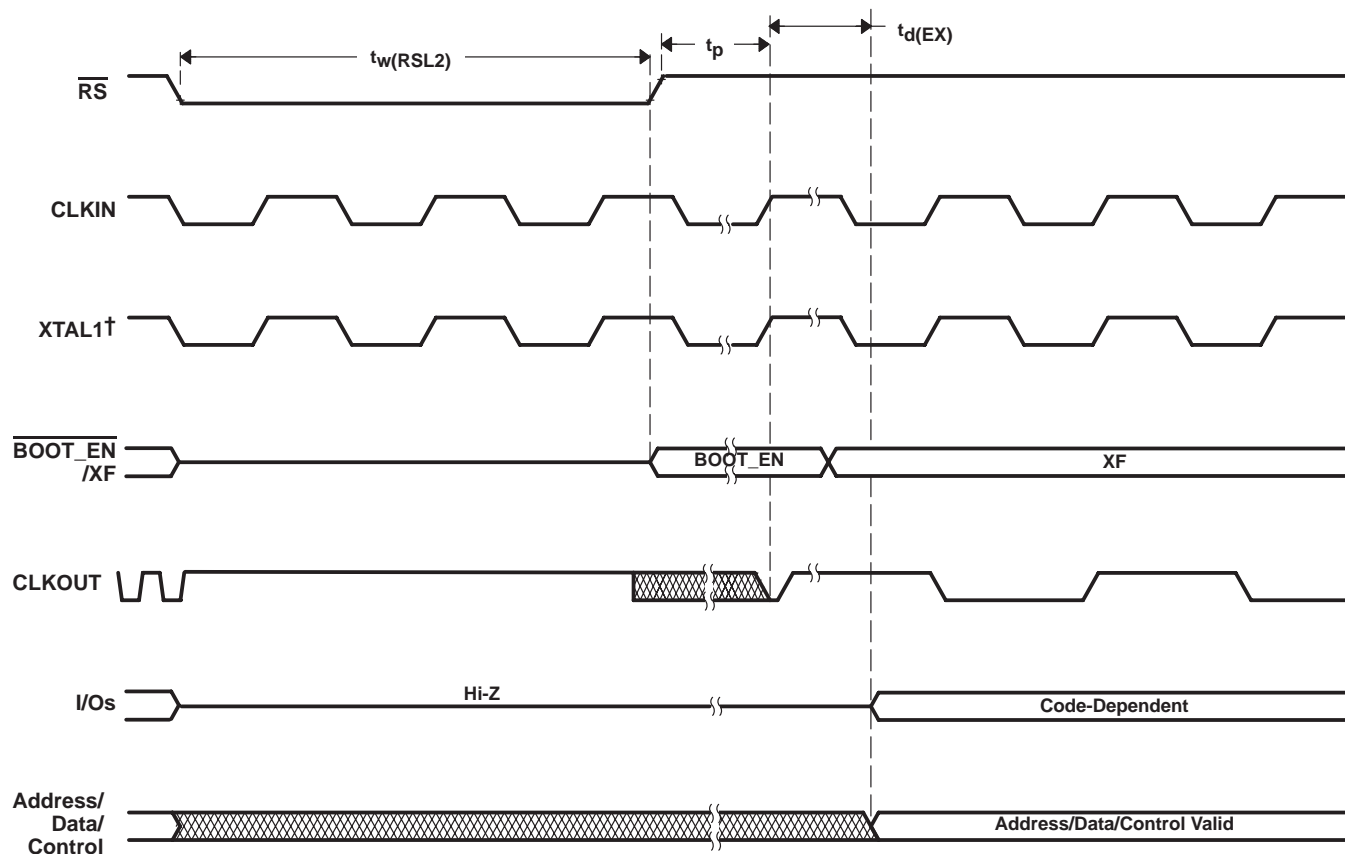 td(EX)
tw(RSL2)
tp
RS
CLKIN
XTAL1†
BOOT_EN
/XF
BOOT_EN
XF
CLKOUT
I/Os
Hi-Z
Code-Dependent
Address/
Data/
Control
Address/Data/Control Valid